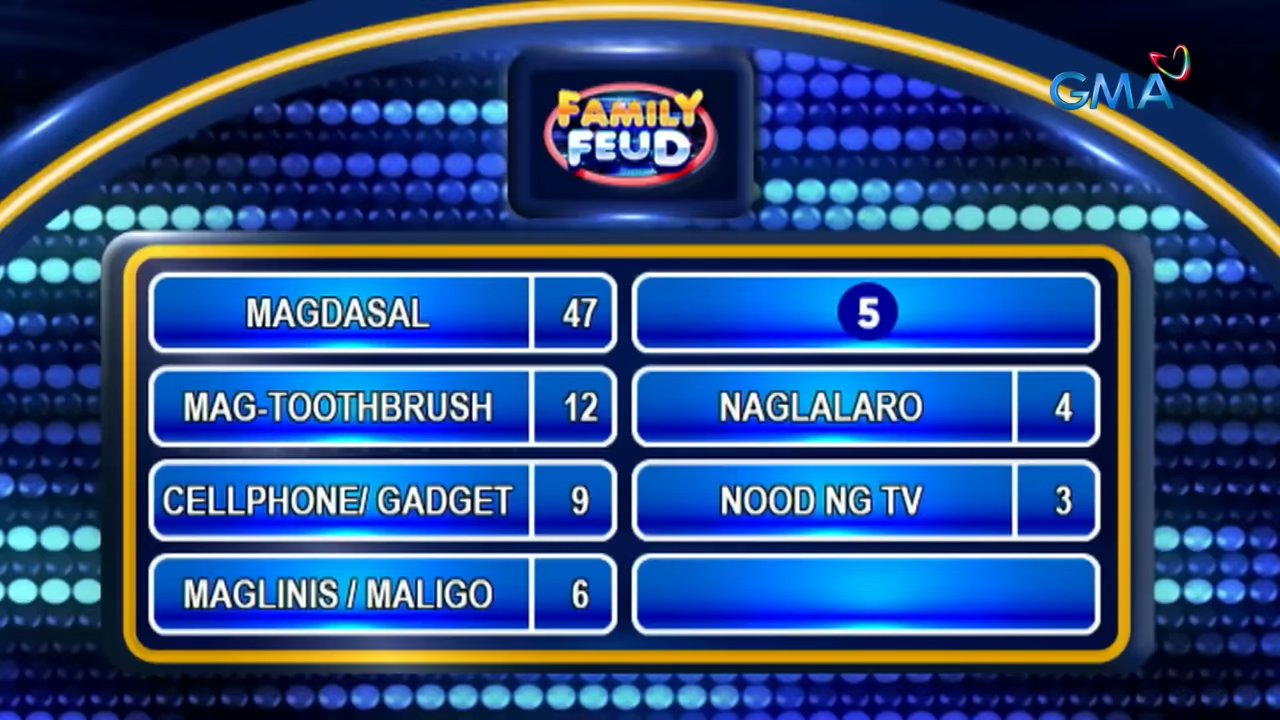 GMA
FAMILY
FEUD
MAGDASAL 47
MAG-TOOTHBRUSH 12
CELLPHONE/ GADGET 9
MAGLINIS / MALIGO 6
5
NAGLALARO 4
NOOD NG TV 3